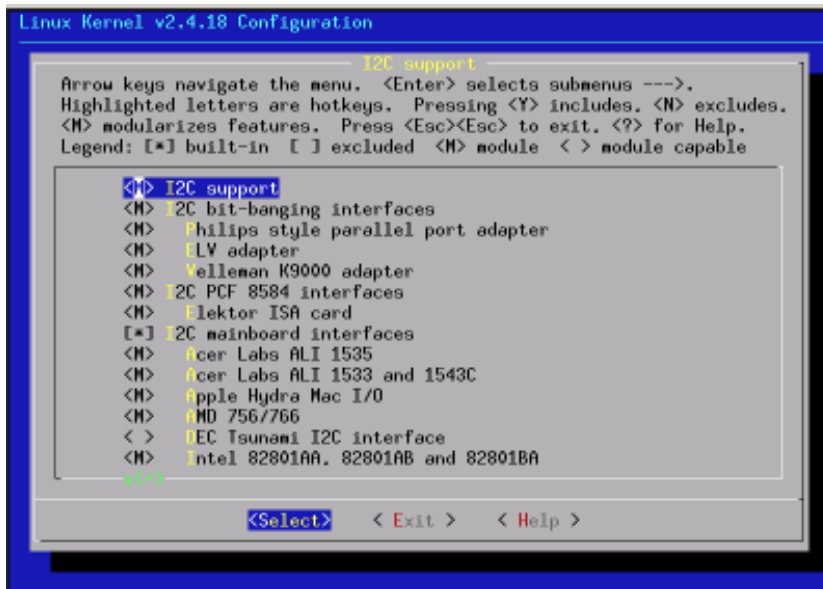 Linux Kernel v2.4.18 Configuration
I2C support
Arrow keys navigate the menu. <Enter> selects submenus --->.
Highlighted letters are hotkeys. Pressing <Y> includes, <N> excludes,
<M> modularizes features. Press <Esc><Esc> to exit, <?> for Help.
Legend: [*] built-in [ ] excluded <M> module < > module capable
<M> I2C support
<M> I2C bit-banging interfaces
<M> Philips style parallel port adapter
<M> ELV adapter
<M> Velleman K9000 adapter
<M> I2C PCF 8584 interfaces
<M> Elektor ISA card
[*] I2C mainboard interfaces
<M> Acer Labs ALI 1535
<M> Acer Labs ALI 1533 and 1543C
<M> Apple Hydra Mac I/O
<M> AMD 756/766
< > DEC Tsunami I2C interface
<M> Intel 82801AA, 82801AB and 82801BA
v(+)
<Select> < Exit > < Help >